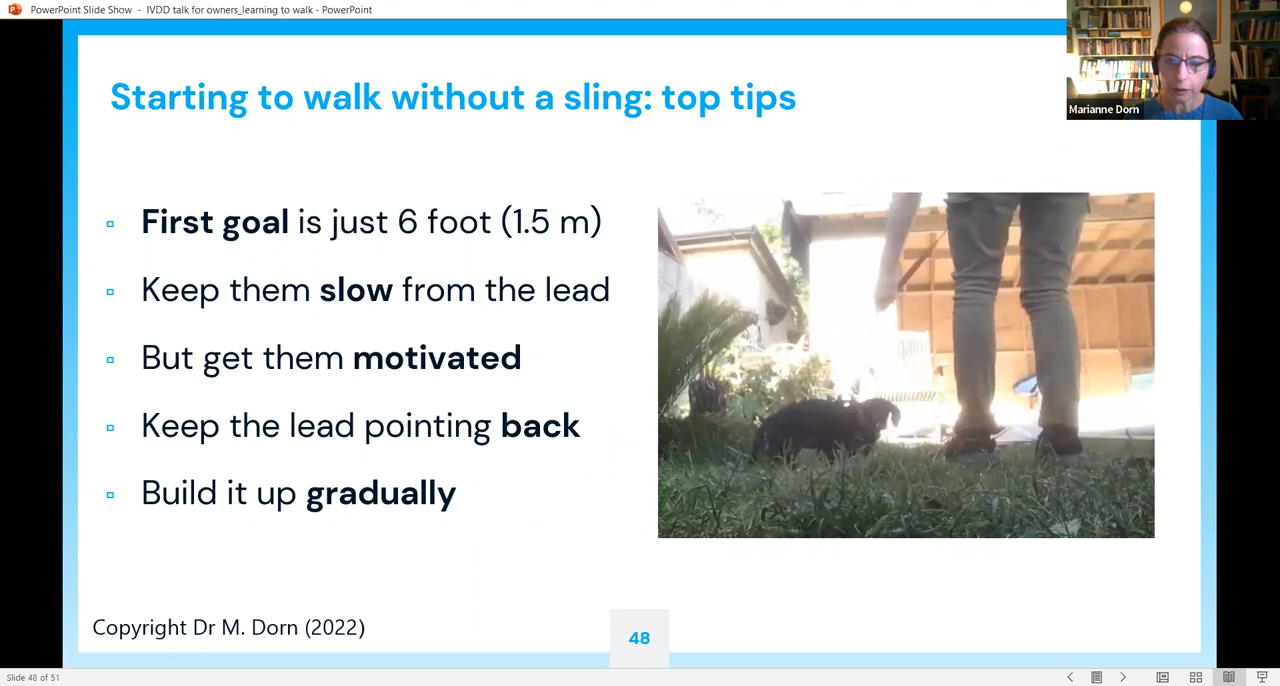 PowerPoint Slide Show - IVDD talk for owners_learning to walk - PowerPoint
Marianne Dorn
Starting to walk without a sling: top tips
First goal is just 6 foot (1.5 m)
Keep them slow from the lead
But get them motivated
Keep the lead pointing back
Build it up gradually
Copyright Dr M. Dorn (2022)
48
Slide 48 of 51